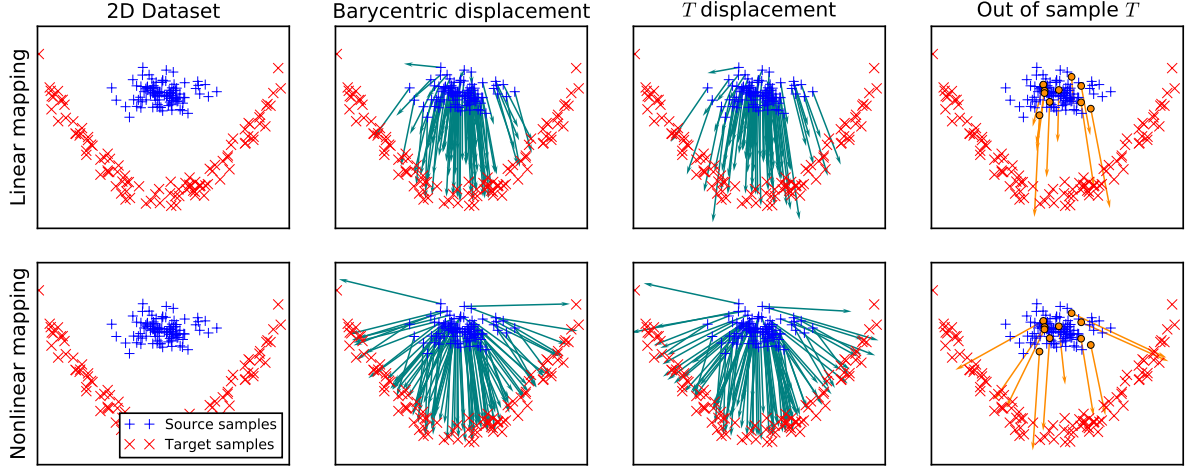 2D Dataset
Barycentric displacement
T displacement
Out of sample T
Linear mapping
Nonlinear mapping
Source samples
Target samples